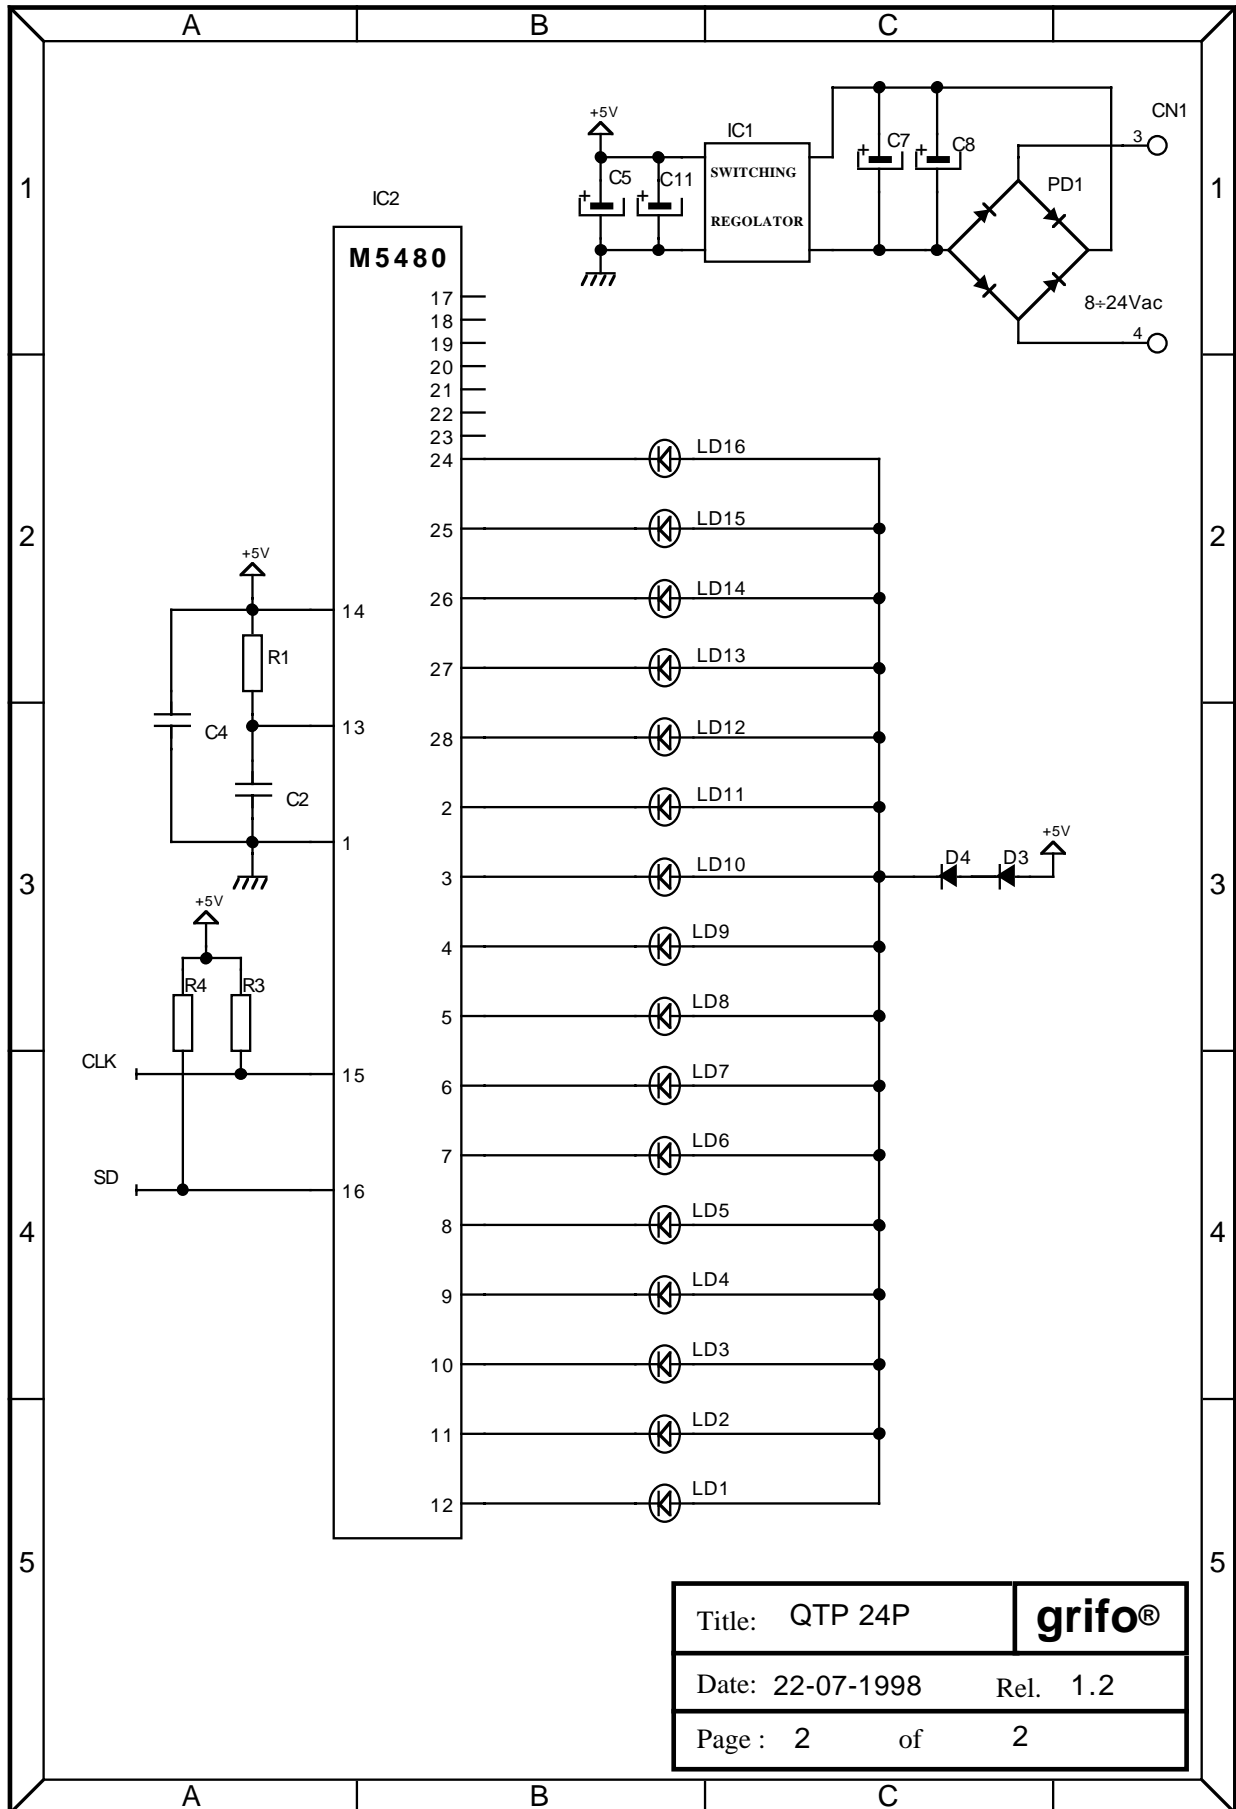 A B C
+5V
IC1
CN1
3
C7 C8
SWITCHING
C5 C11
PD1
1 1
IC2
REGOLATOR
M5480
17
8÷24Vac
18
4
19
20
21
22
23
24 LD16
25 LD15
2 2
+5V
26 LD14
14
R1
27 LD13
C4
13
28 LD12
C2
2 LD11
1
+5V
3 LD10
D4 D3
3 3
+5V
4 LD9
R4 R3
5 LD8
CLK
15
6 LD7
7 LD6
SD
16
8 LD5
4 4
9 LD4
10 LD3
11 LD2
12 LD1
5 5
Title: QTP 24P grifo®
Date: 22-07-1998 Rel. 1.2
Page : 2 of 2
A B C
+
+
+
+